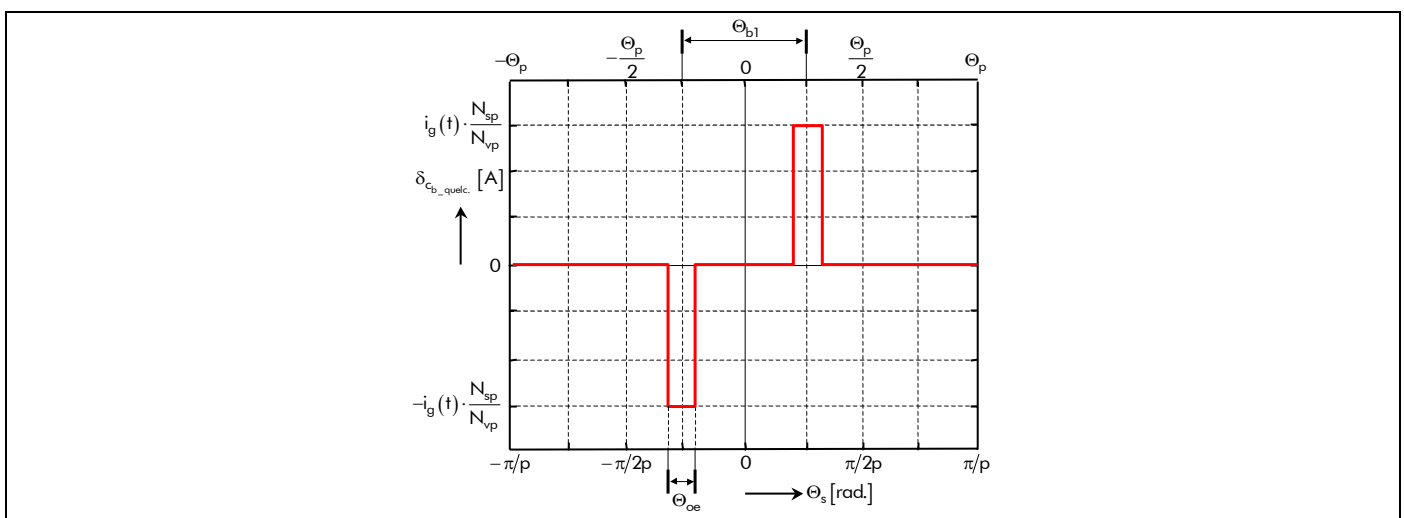 Θb1
−Θp −Θp/2 0 Θp/2 Θp
ig(t)·Nsp/Nvp
δcb_quelc. [A]
0
−ig(t)·Nsp/Nvp
−π/p −π/2p 0 π/2p π/p
Θoe
Θs[rad.]